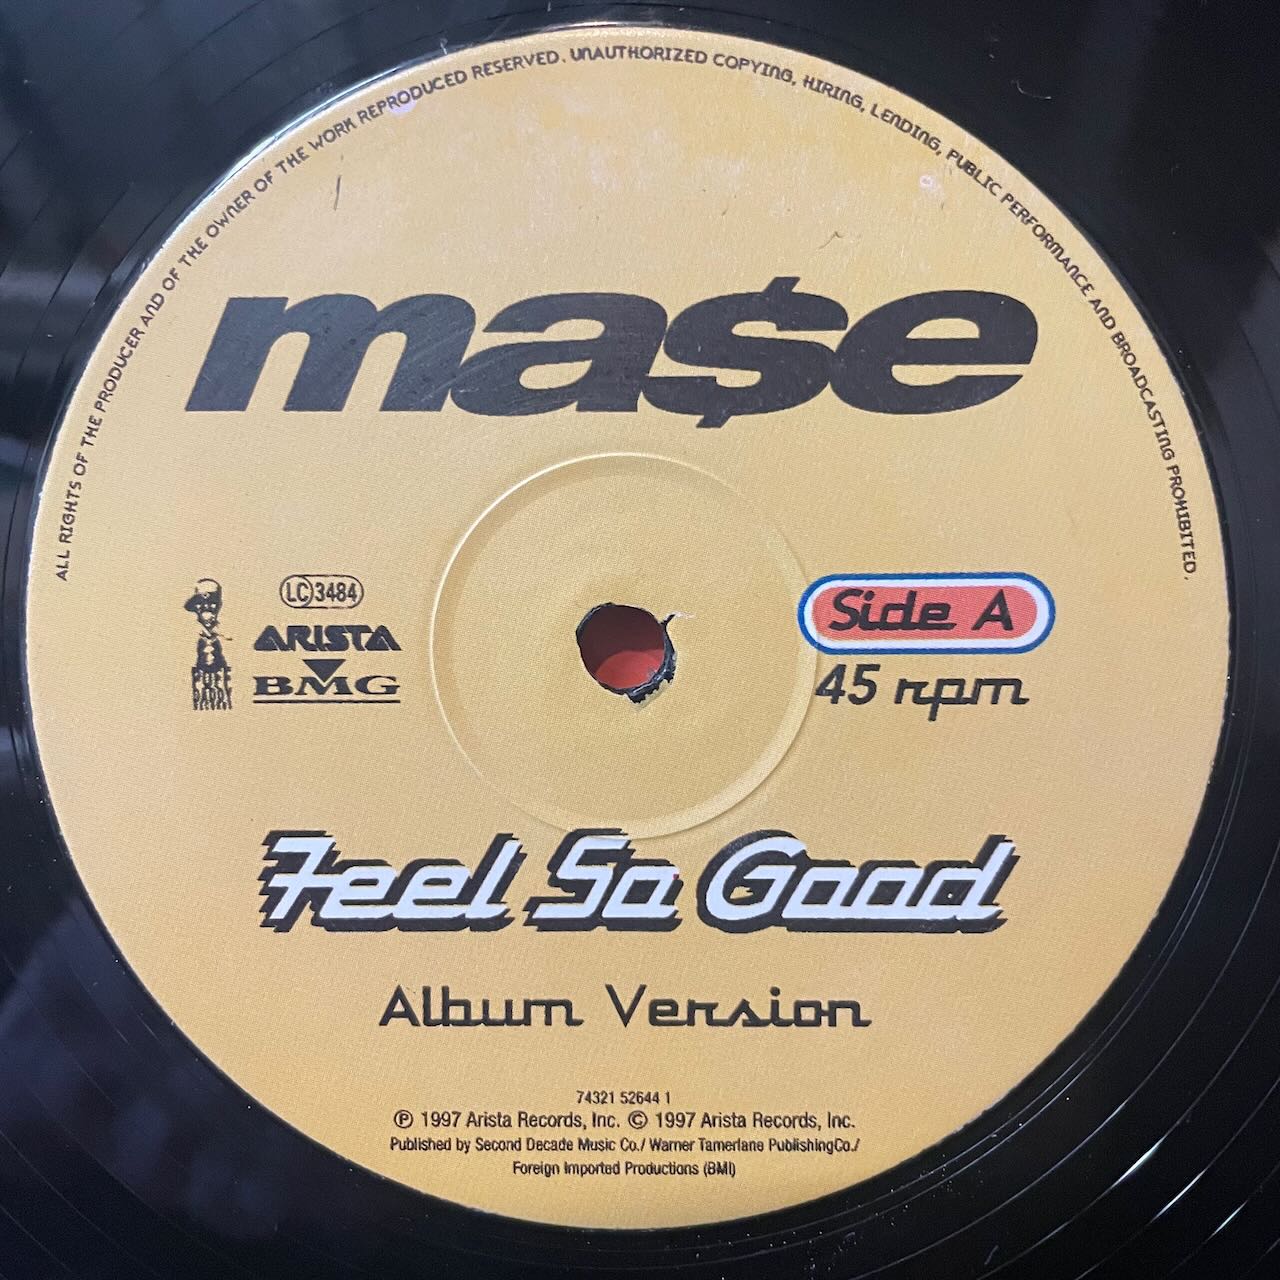 ALL RIGHTS OF THE PRODUCER AND OF THE OWNER OF THE WORK REPRODUCED RESERVED. UNAUTHORIZED COPYING, HIRING, LENDING, PUBLIC PERFORMANCE AND BROADCASTING PROHIBITED.
ma$e
LC 3484
ARISTA
BMG
PUFF
DADDY
RECORDS
Side A
45 rpm
Feel So Good
Album Version
74321 52644 1
℗ 1997 Arista Records, Inc. © 1997 Arista Records, Inc.
Published by Second Decade Music Co./ Warner Tamerlane PublishingCo./
Foreign Imported Productions (BMI)